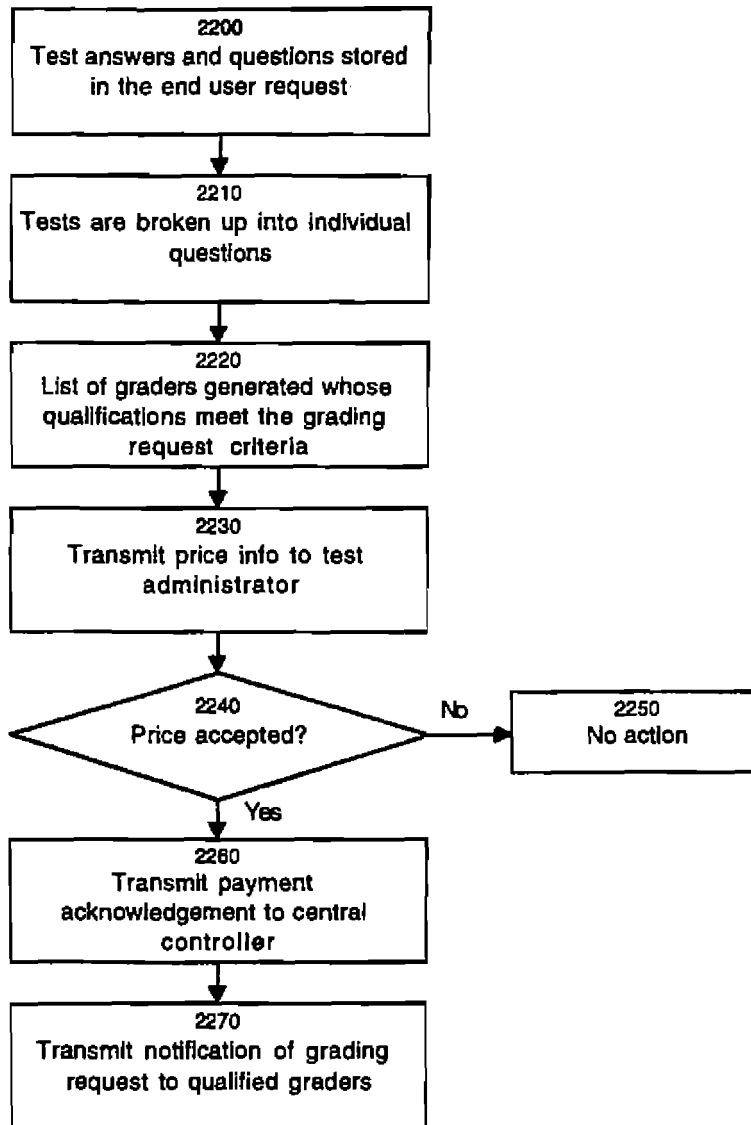 2200
Test answers and questions stored
in the end user request
2210
Tests are broken up into individual
questions
2220
List of graders generated whose
qualifications meet the grading
request criteria
2230
Transmit price info to test
administrator
2240
Price accepted?
No
2250
No action
Yes
2260
Transmit payment
acknowledgement to central
controller
2270
Transmit notification of grading
request to qualified graders